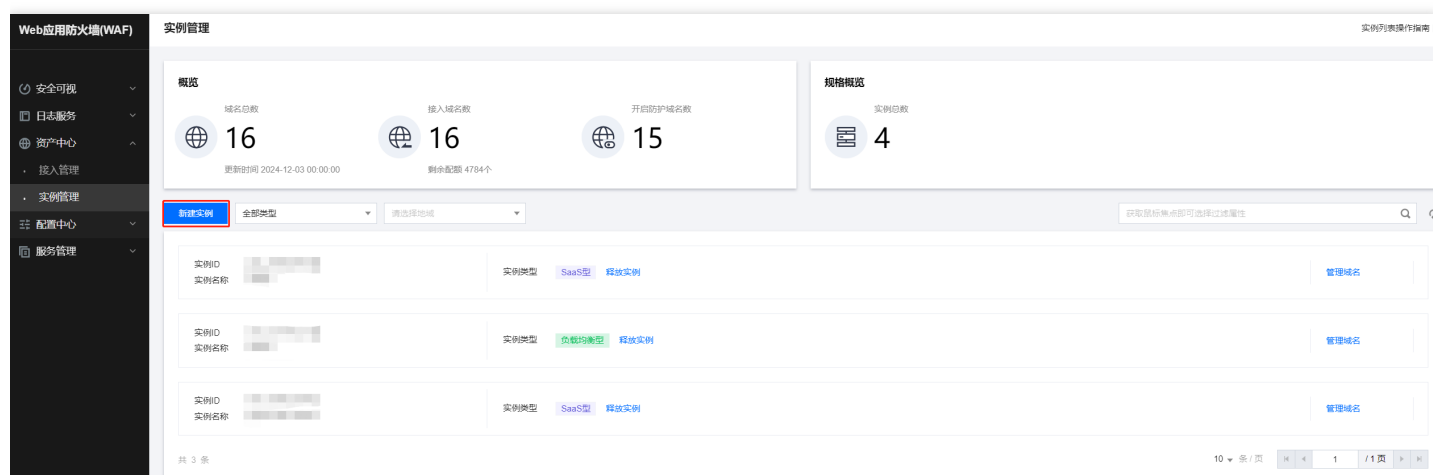 Web应用防火墙(WAF)
实例管理
实例列表操作指南
安全可视
日志服务
资产中心
接入管理
实例管理
配置中心
服务管理
概览
域名总数
16
更新时间 2024-12-03 00:00:00
接入域名数
16
剩余配额 4784个
开启防护域名数
15
规格概览
实例总数
4
新建实例
全部类型
请选择地域
获取鼠标焦点即可选择过滤属性
实例ID
实例名称
实例类型 SaaS型 释放实例
管理域名
实例ID
实例名称
实例类型 负载均衡型 释放实例
管理域名
实例ID
实例名称
实例类型 SaaS型 释放实例
管理域名
共 3 条
10 条 / 页
1 / 1 页